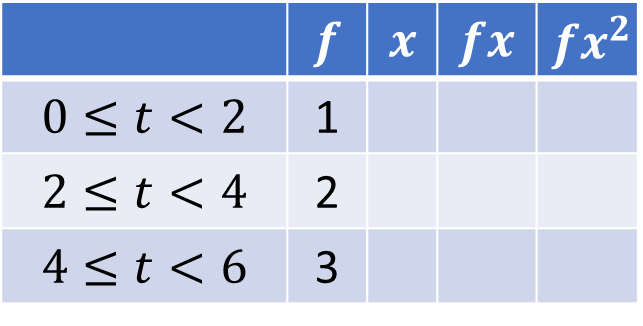 f x fx fx²
0 ≤ t < 2 1
2 ≤ t < 4 2
4 ≤ t < 6 3